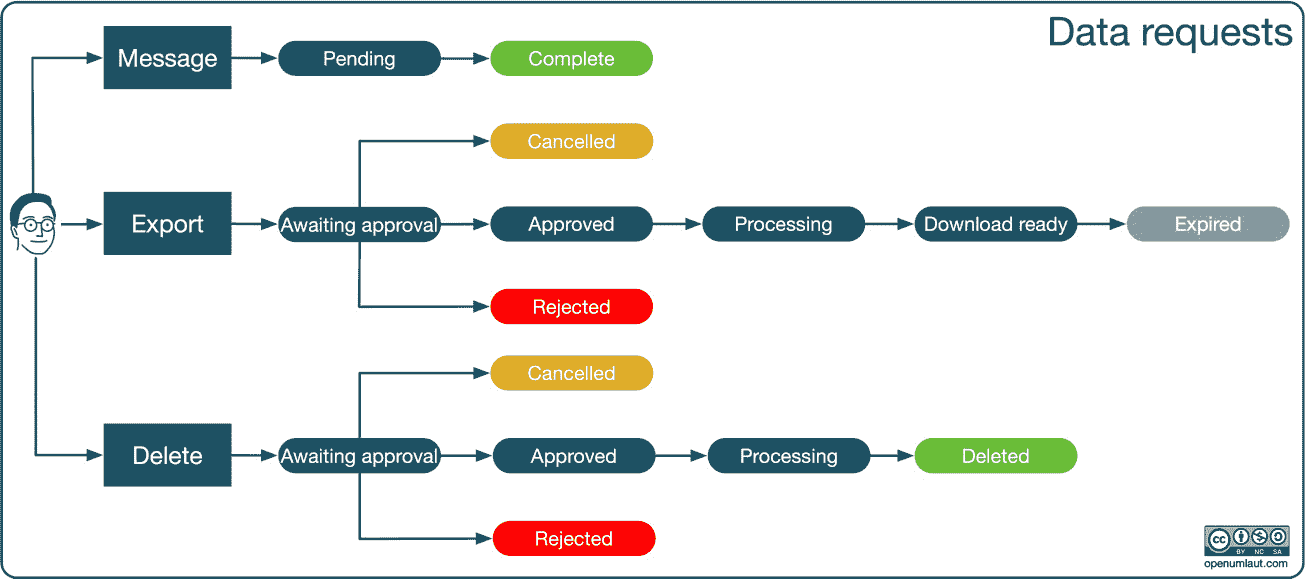 Data requests
Message
Pending
Complete
Cancelled
Export
Awaiting approval
Approved
Processing
Download ready
Expired
Rejected
Cancelled
Delete
Awaiting approval
Approved
Processing
Deleted
Rejected
cc
BY NC SA
openumlaut.com